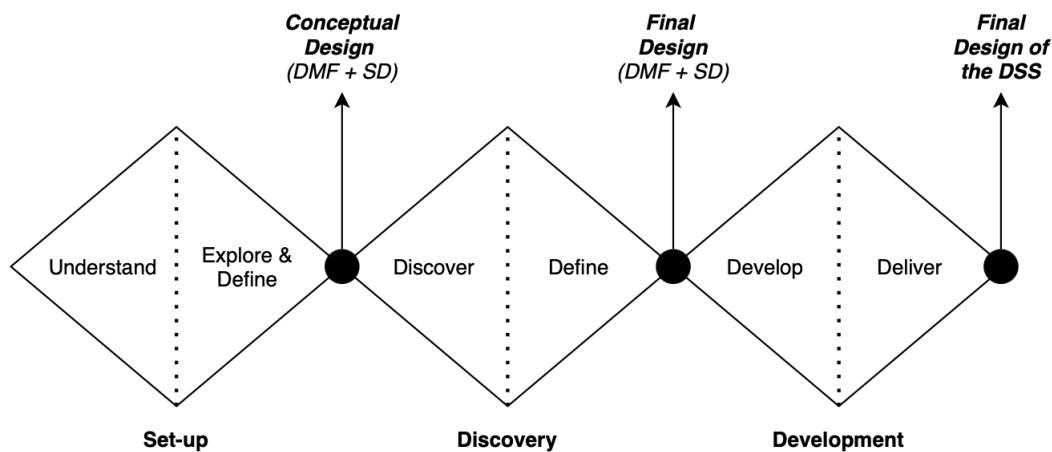 Conceptual
Design
(DMF + SD)
Final
Design
(DMF + SD)
Final
Design of
the DSS
Understand
Explore &
Define
Discover
Define
Develop
Deliver
Set-up
Discovery
Development